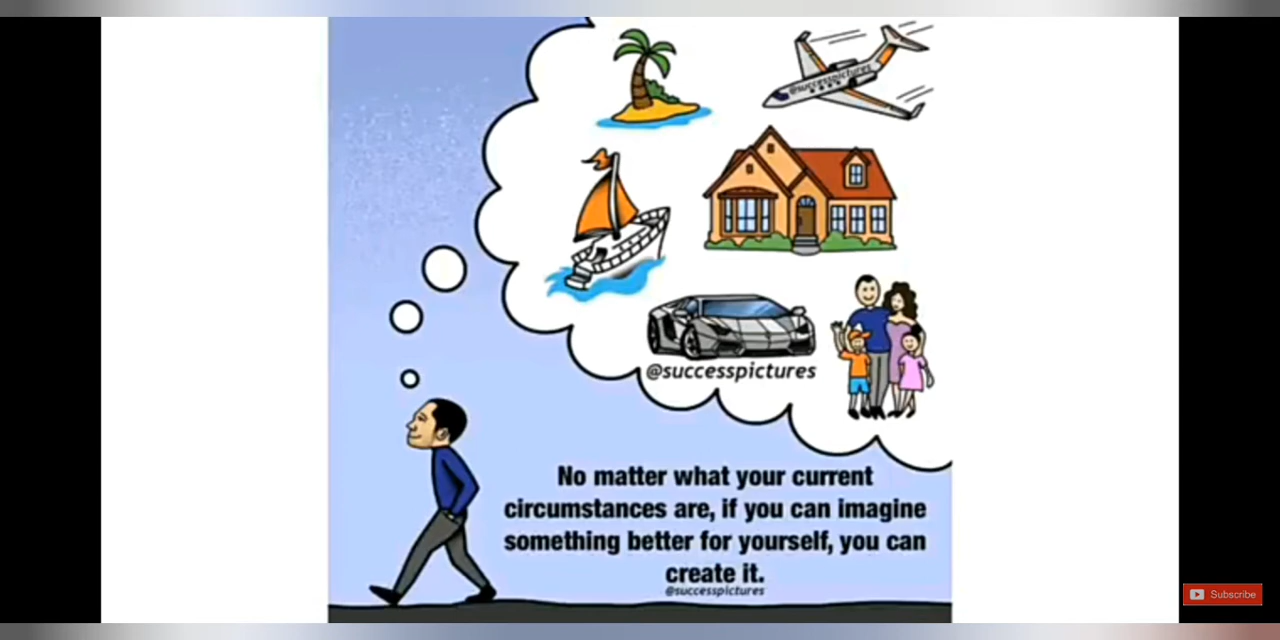 @successpictures
@successpictures
No matter what your current
circumstances are, if you can imagine
something better for yourself, you can
create it.
@successpictures
Subscribe